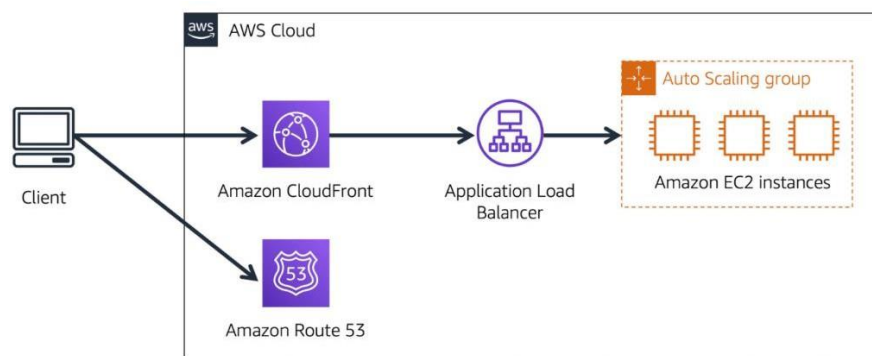 aws
AWS Cloud
Auto Scaling group
Client
Amazon CloudFront
Application Load
Balancer
Amazon EC2 instances
53
Amazon Route 53